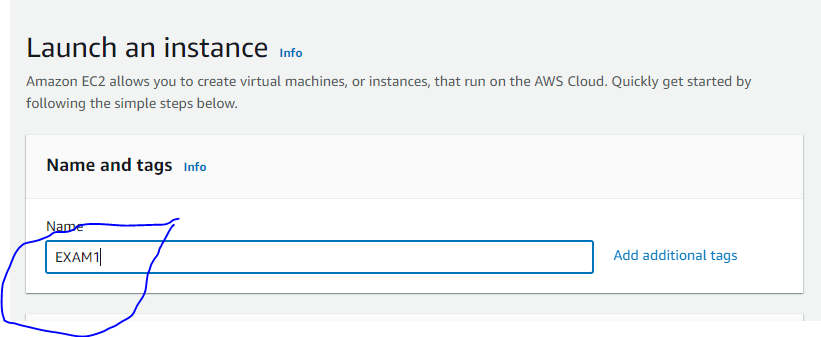 Launch an instance Info
Amazon EC2 allows you to create virtual machines, or instances, that run on the AWS Cloud. Quickly get started by
following the simple steps below.
Name and tags Info
Name
EXAM1
Add additional tags